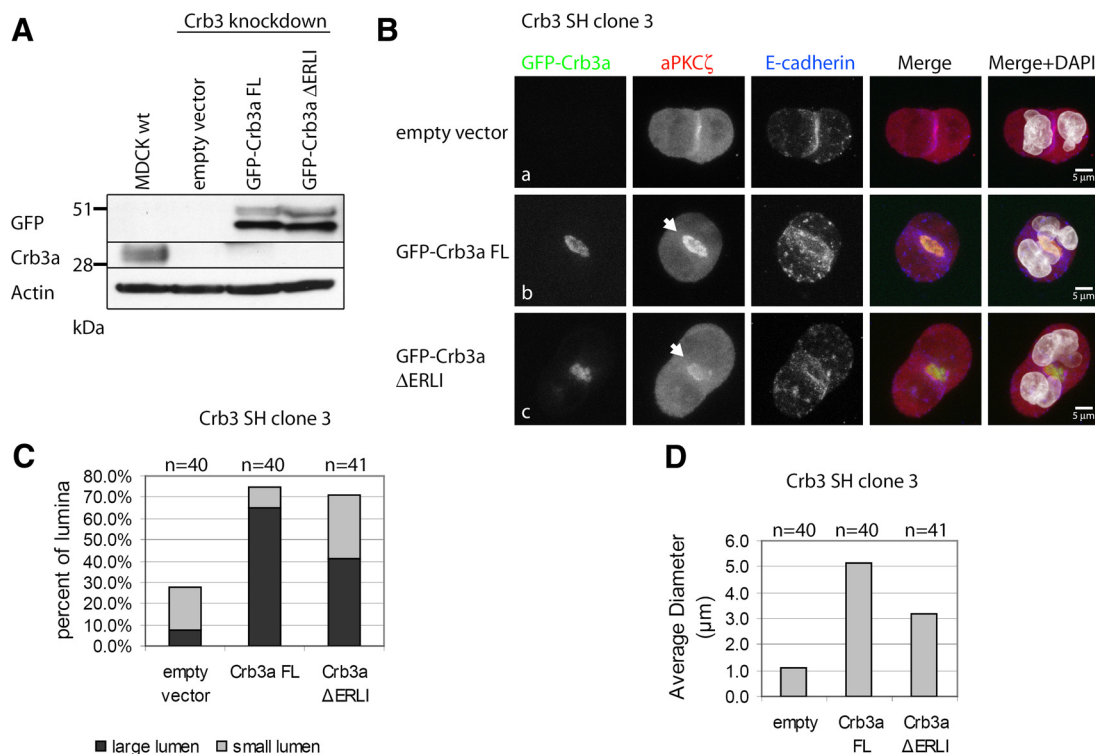 A
Crb3 knockdown
MDCK wt
empty vector
GFP-Crb3a FL
GFP-Crb3a ΔERLI
GFP
51
Crb3a
28
Actin
kDa
B
Crb3 SH clone 3
GFP-Crb3a
aPKCζ
E-cadherin
Merge
Merge+DAPI
empty vector
a
5 µm
GFP-Crb3a FL
b
5 µm
GFP-Crb3a
ΔERLI
c
5 µm
C
Crb3 SH clone 3
n=40
n=40
n=41
percent of lumina
80.0%
70.0%
60.0%
50.0%
40.0%
30.0%
20.0%
10.0%
0.0%
empty
vector
Crb3a FL
Crb3a
ΔERLI
large lumen
small lumen
D
Crb3 SH clone 3
n=40
n=40
n=41
Average Diameter
(µm)
6.0
5.0
4.0
3.0
2.0
1.0
0.0
empty
Crb3a
FL
Crb3a
ΔERLI